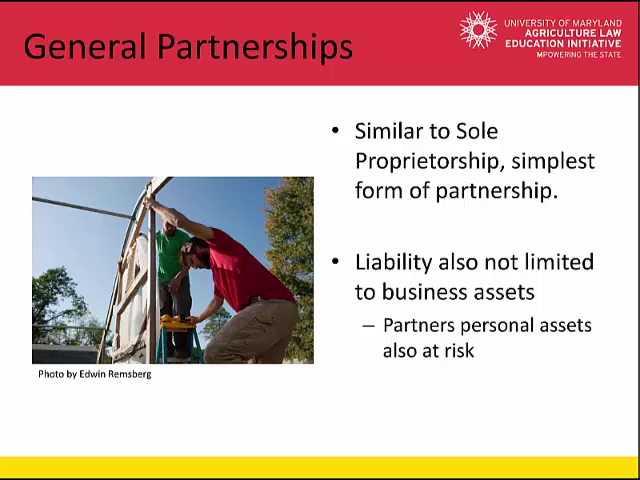 General Partnerships
UNIVERSITY OF MARYLAND
AGRICULTURE LAW
EDUCATION INITIATIVE
MPOWERING THE STATE
• Similar to Sole
Proprietorship, simplest
form of partnership.
• Liability also not limited
to business assets
– Partners personal assets
also at risk
Photo by Edwin Remsberg